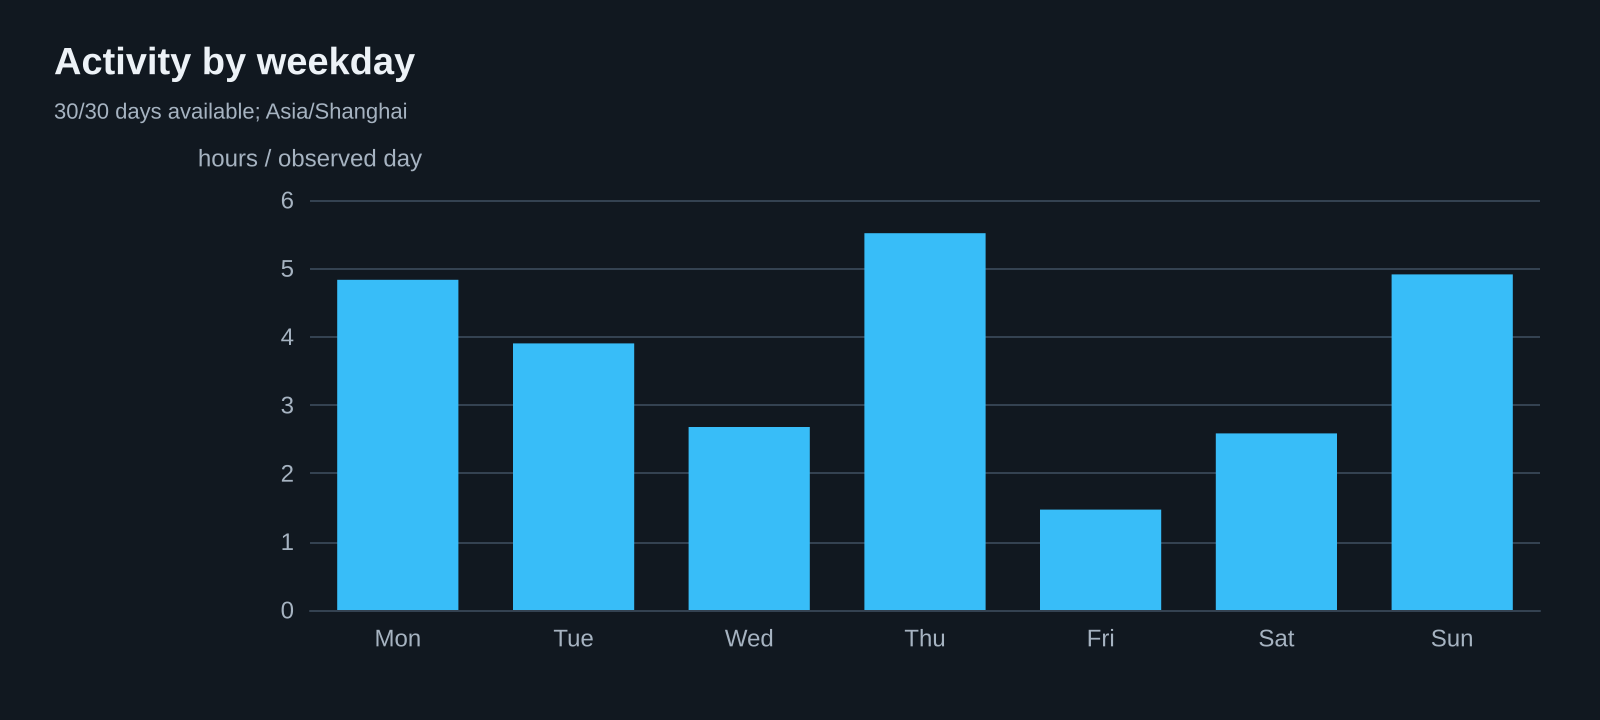 Activity by weekday
30/30 days available; Asia/Shanghai
hours / observed day
6
5
4
3
2
1
0
Mon Tue Wed Thu Fri Sat Sun